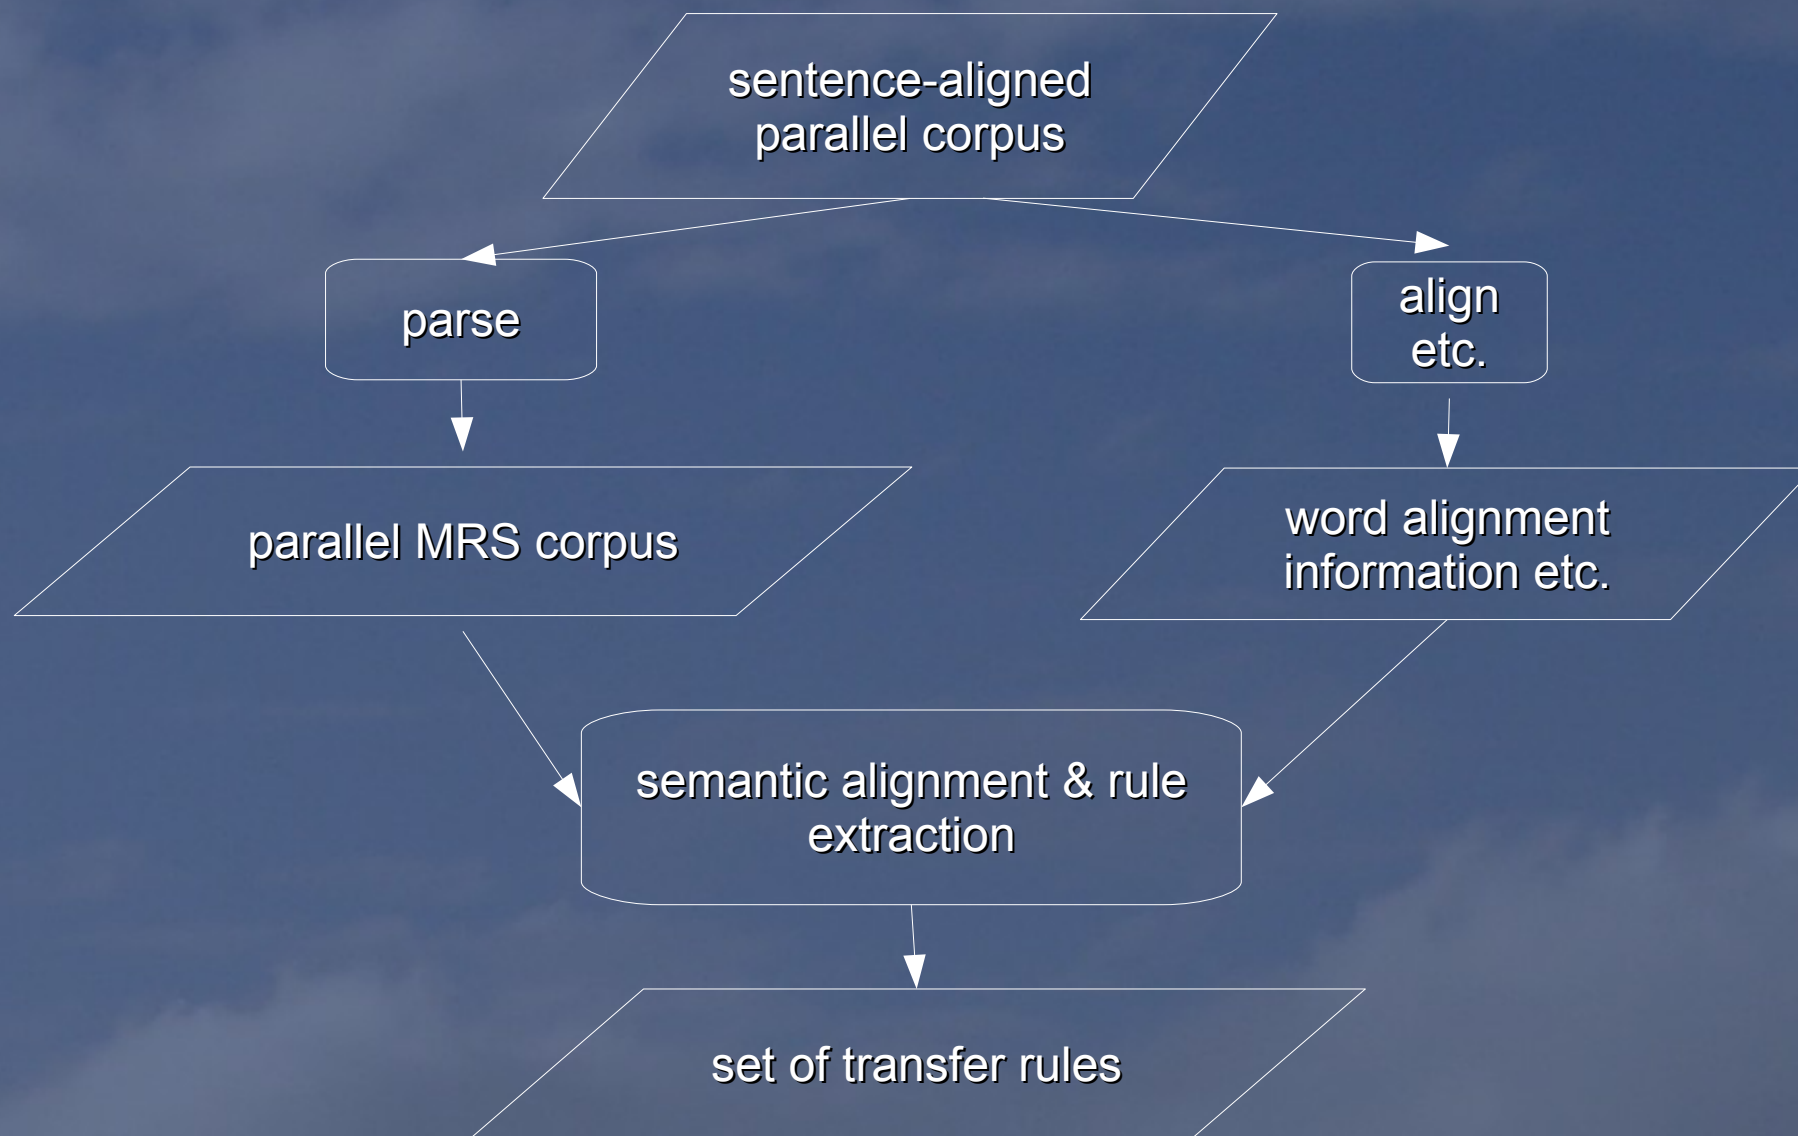 sentence-aligned
parallel corpus
parse
align
etc.
parallel MRS corpus
word alignment
information etc.
semantic alignment & rule
extraction
set of transfer rules